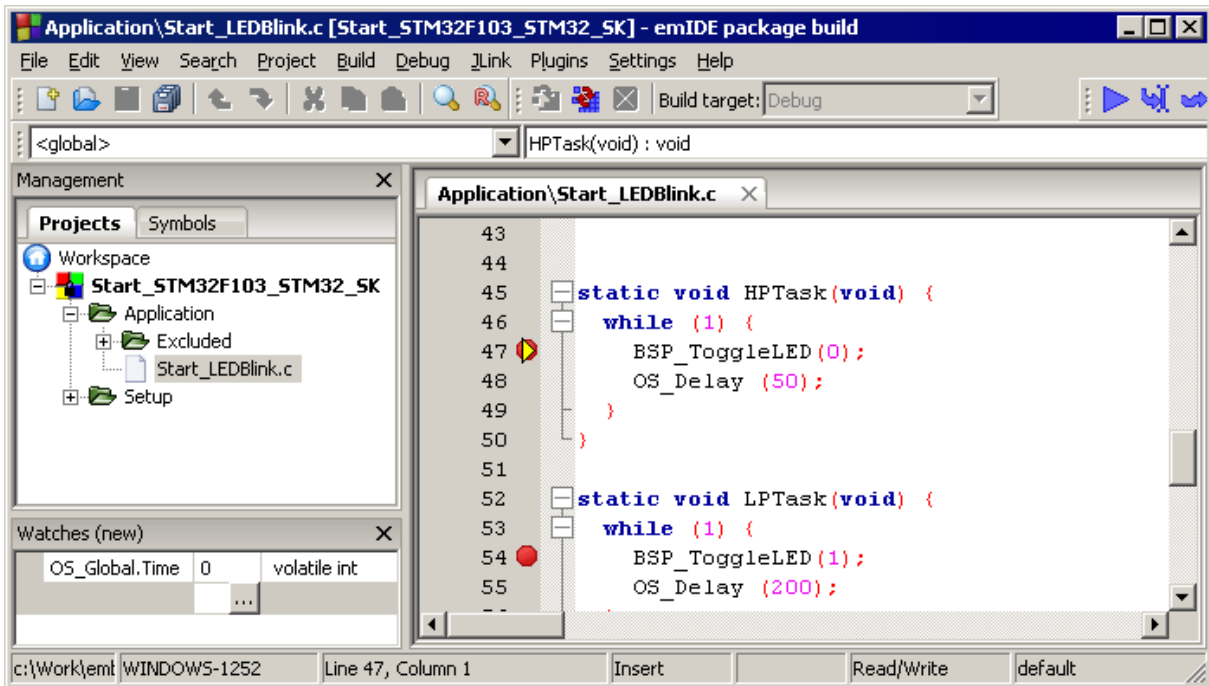 Application\Start_LEDBlink.c [Start_STM32F103_STM32_SK] - emIDE package build
File Edit View Search Project Build Debug JLink Plugins Settings Help
Build target: Debug
<global> HPTask(void) : void
Management
Projects Symbols
Workspace
Start_STM32F103_STM32_SK
Application
Excluded
Start_LEDBlink.c
Setup
Watches (new)
OS_Global.Time 0 volatile int
...
Application\Start_LEDBlink.c
43
44
45 static void HPTask(void) {
46 while (1) {
47 BSP_ToggleLED(0);
48 OS_Delay (50);
49 }
50 }
51
52 static void LPTask(void) {
53 while (1) {
54 BSP_ToggleLED(1);
55 OS_Delay (200);
c:\Work\emb WINDOWS-1252 Line 47, Column 1 Insert Read/Write default